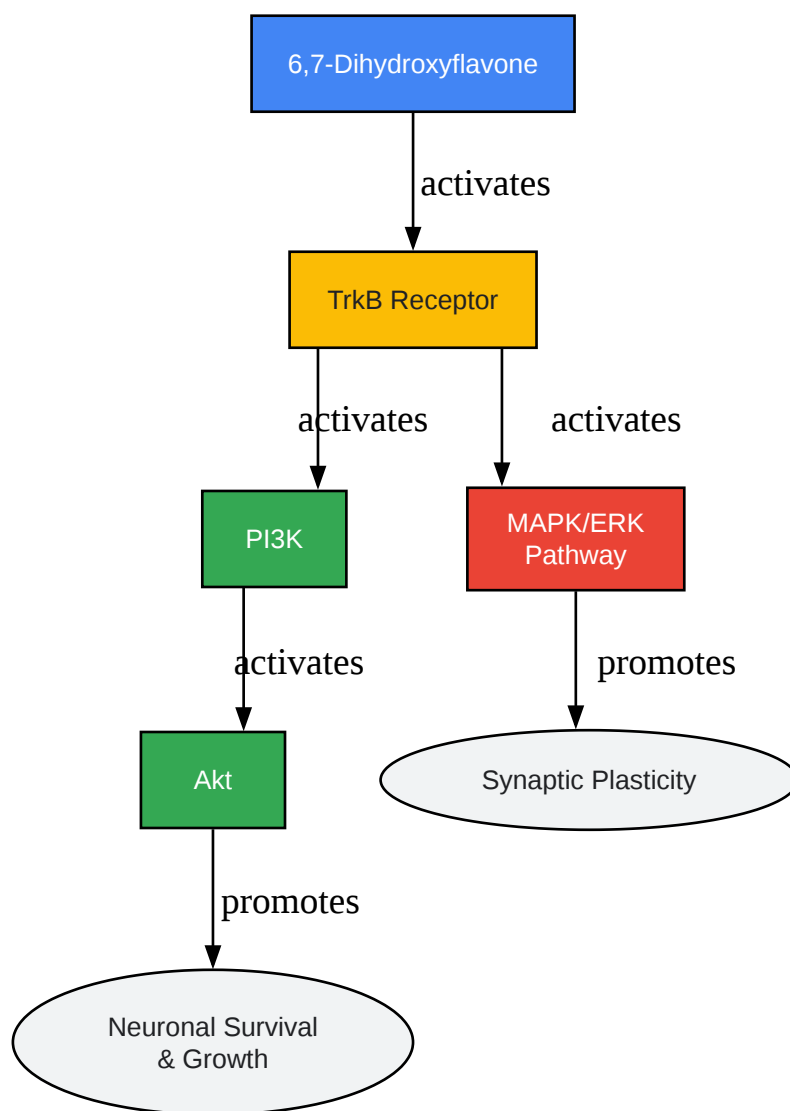 6,7-Dihydroxyflavone
activates
TrkB Receptor
activates
activates
PI3K
MAPK/ERK
Pathway
activates
promotes
Akt
Synaptic Plasticity
promotes
Neuronal Survival
& Growth